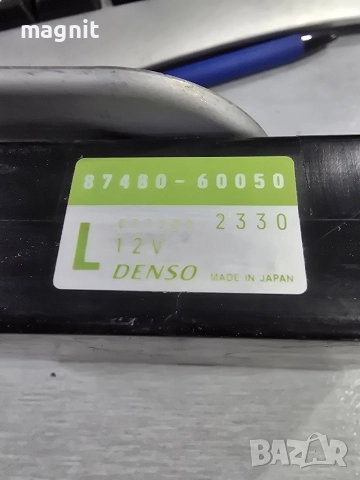 magnit
87480-60050
2330
12V
L
DENSO MADE IN JAPAN
BAZAR